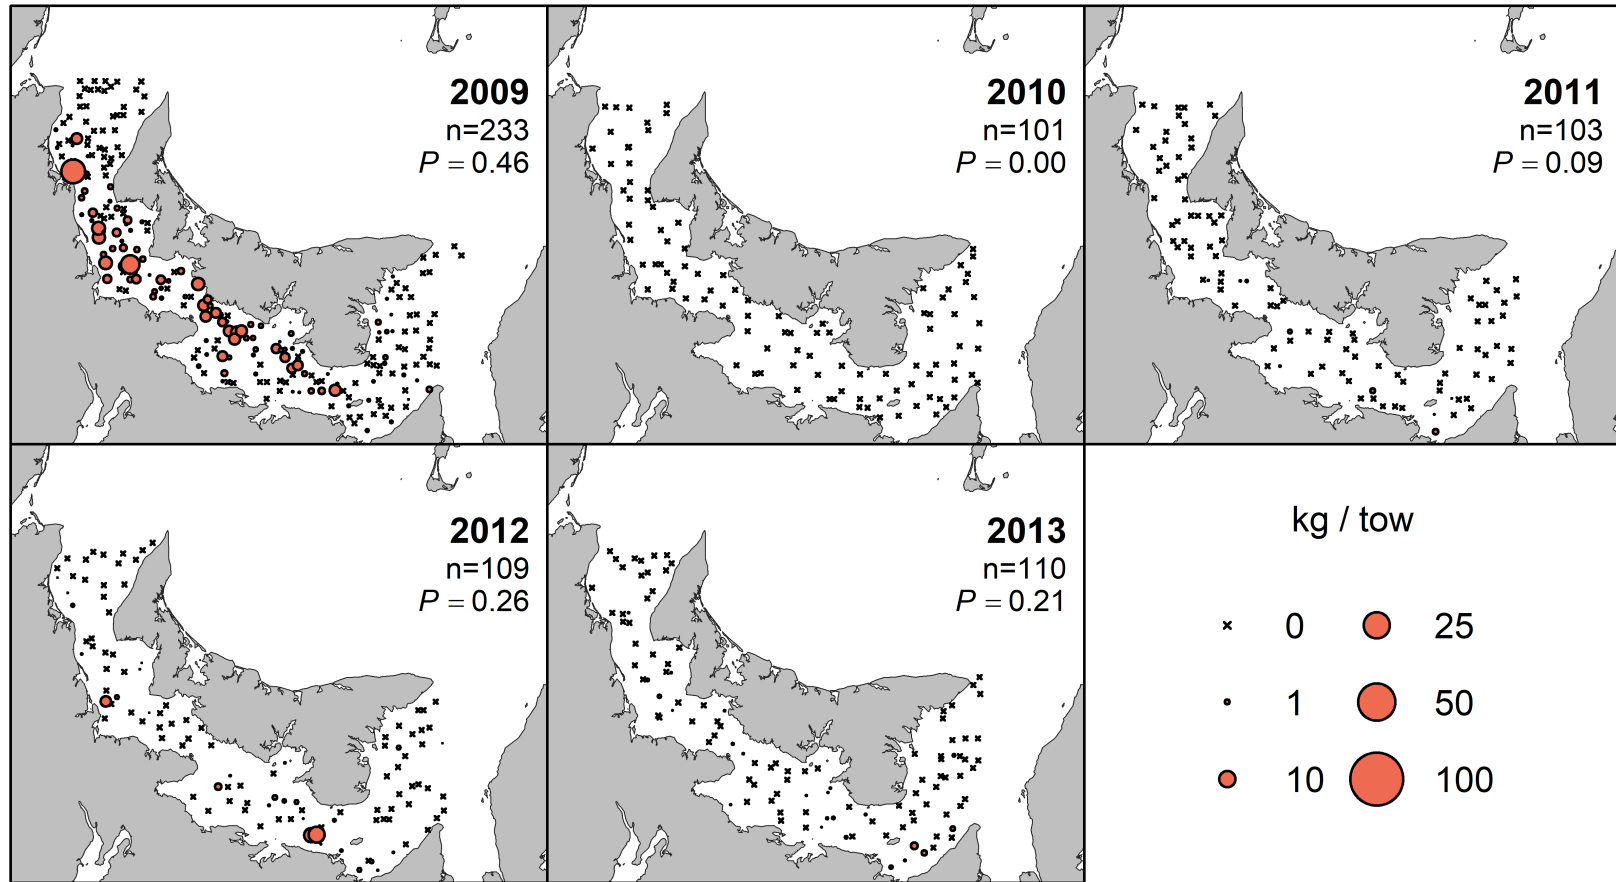 2009
n=233
P = 0.46
2010
n=101
P = 0.00
2011
n=103
P = 0.09
2012
n=109
P = 0.26
2013
n=110
P = 0.21
kg / tow
0 25
1 50
10 100